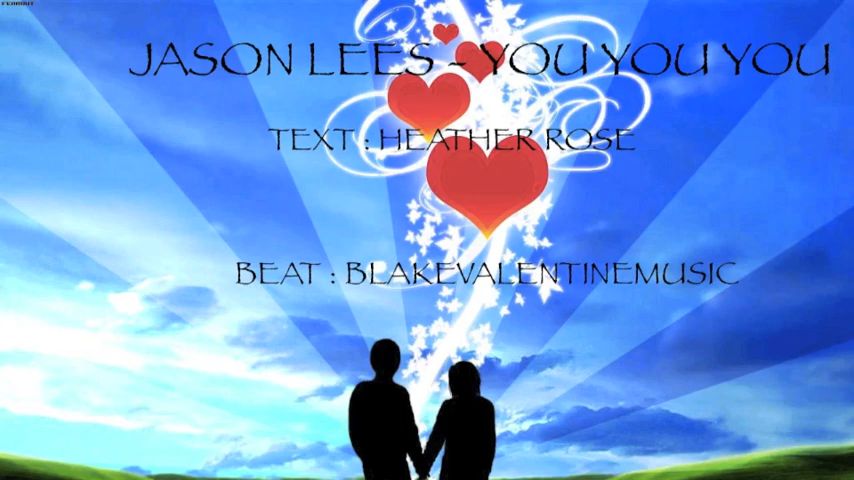 JASON LEES - YOU YOU YOU
TEXT : HEATHER ROSE
BEAT : BLAKEVALENTINEMUSIC